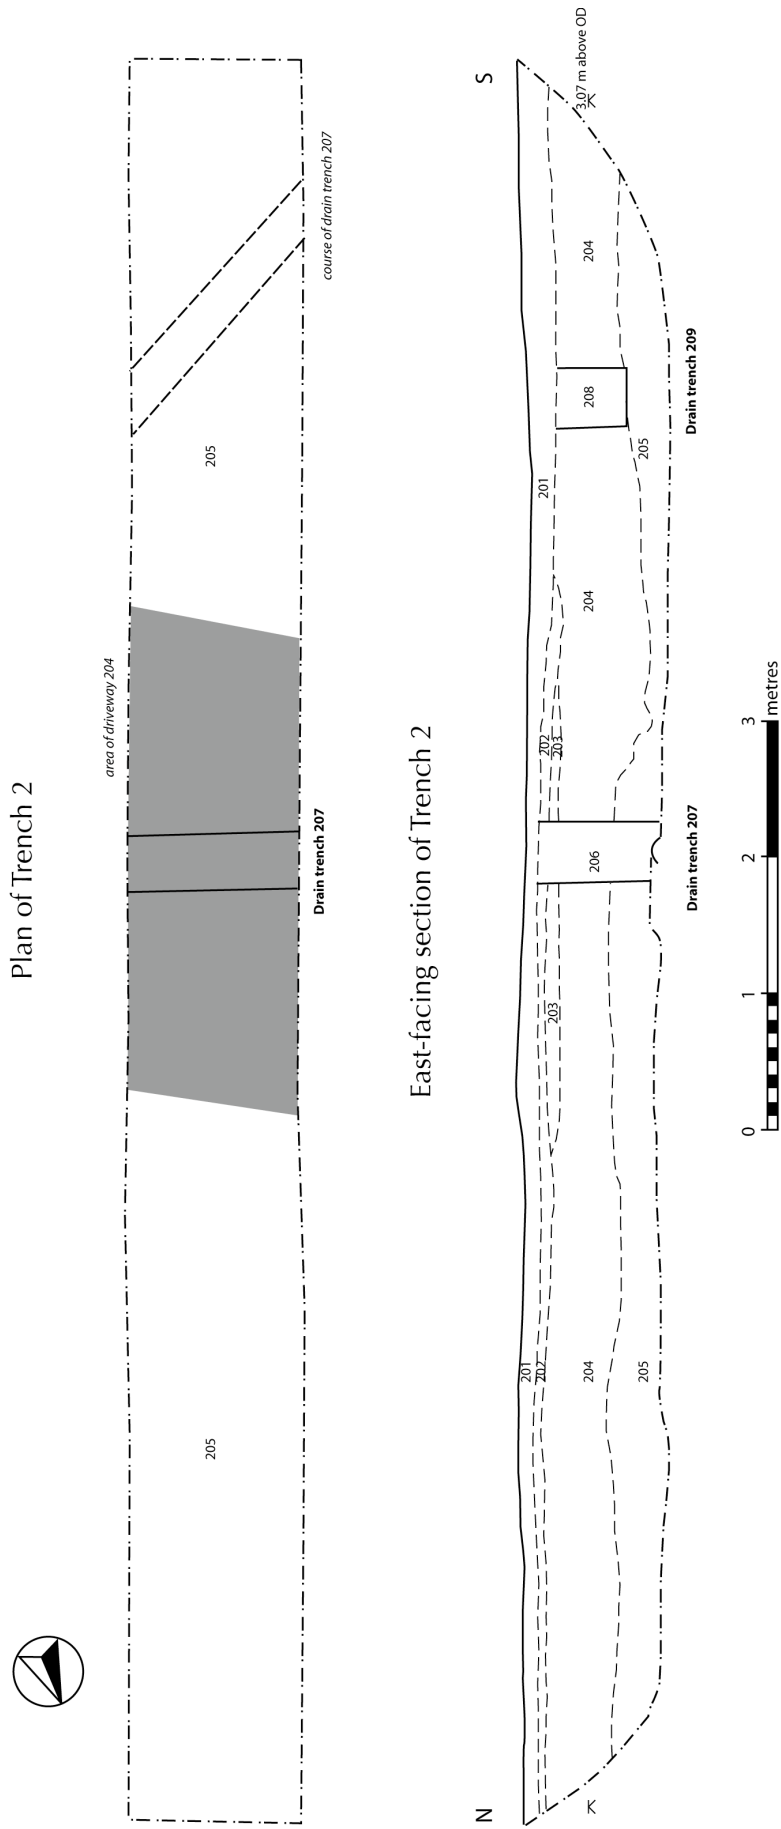 Plan of Trench 2
area of driveway 204
205
205
Drain trench 207
course of drain trench 207
East-facing section of Trench 2
N
S
3.07 m above OD
201
202
204
205
203
206
202
203
204
201
208
205
204
Drain trench 207
Drain trench 209
0
1
2
3
metres